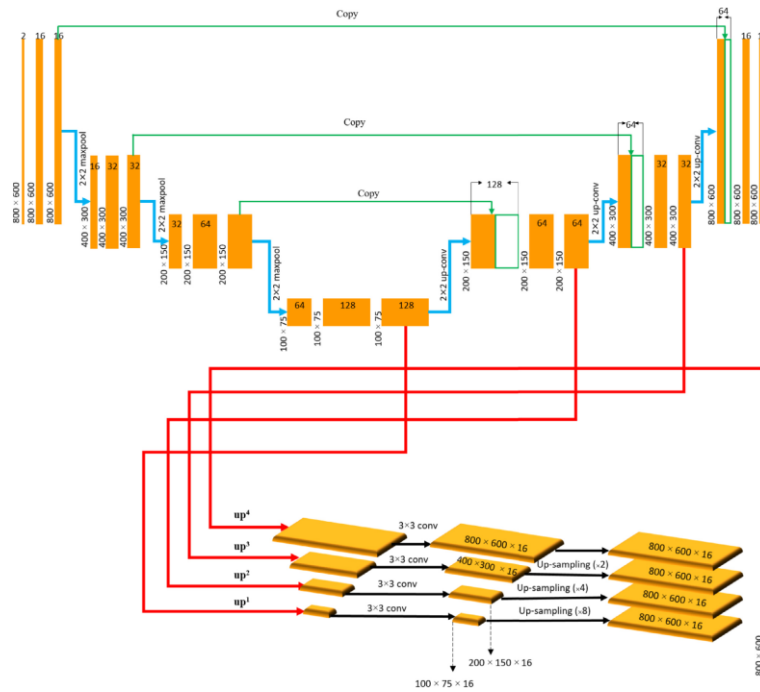 Copy
64
2 16 16
16 1
Copy
64
2×2 maxpool
16 32 32
32 32
2×2 up-conv
800 × 600
800 × 600
800 × 600
Copy
128
2×2 maxpool
32 64
64 64
2×2 up-conv
400 × 300
400 × 300
400 × 300
400 × 300
400 × 300
800 × 600
800 × 600
2×2 maxpool
200 × 150
200 × 150
200 × 150
2×2 up-conv
200 × 150
200 × 150
200 × 150
64 128 128
100 × 75
100 × 75
100 × 75
up⁴
3×3 conv
800 × 600 × 16
800 × 600 × 16
up³
3×3 conv
400 ×300 × 16
Up-sampling (×2)
800 × 600 × 16
up²
3×3 conv
Up-sampling (×4)
800 × 600 × 16
up¹
3×3 conv
Up-sampling (×8)
800 × 600 × 16
200 × 150 × 16
100 × 75 × 16
800 × 600